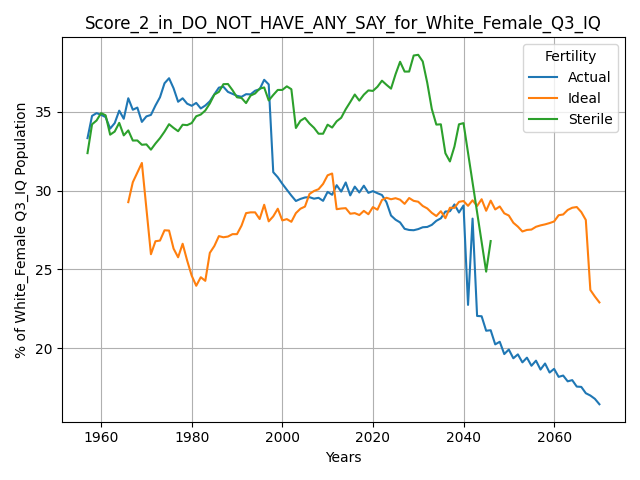 Score_2_in_DO_NOT_HAVE_ANY_SAY_for_White_Female_Q3_IQ
Fertility
Actual
Ideal
Sterile
% of White_Female Q3_IQ Population
35
30
25
20
1960
1980
2000
2020
2040
2060
Years